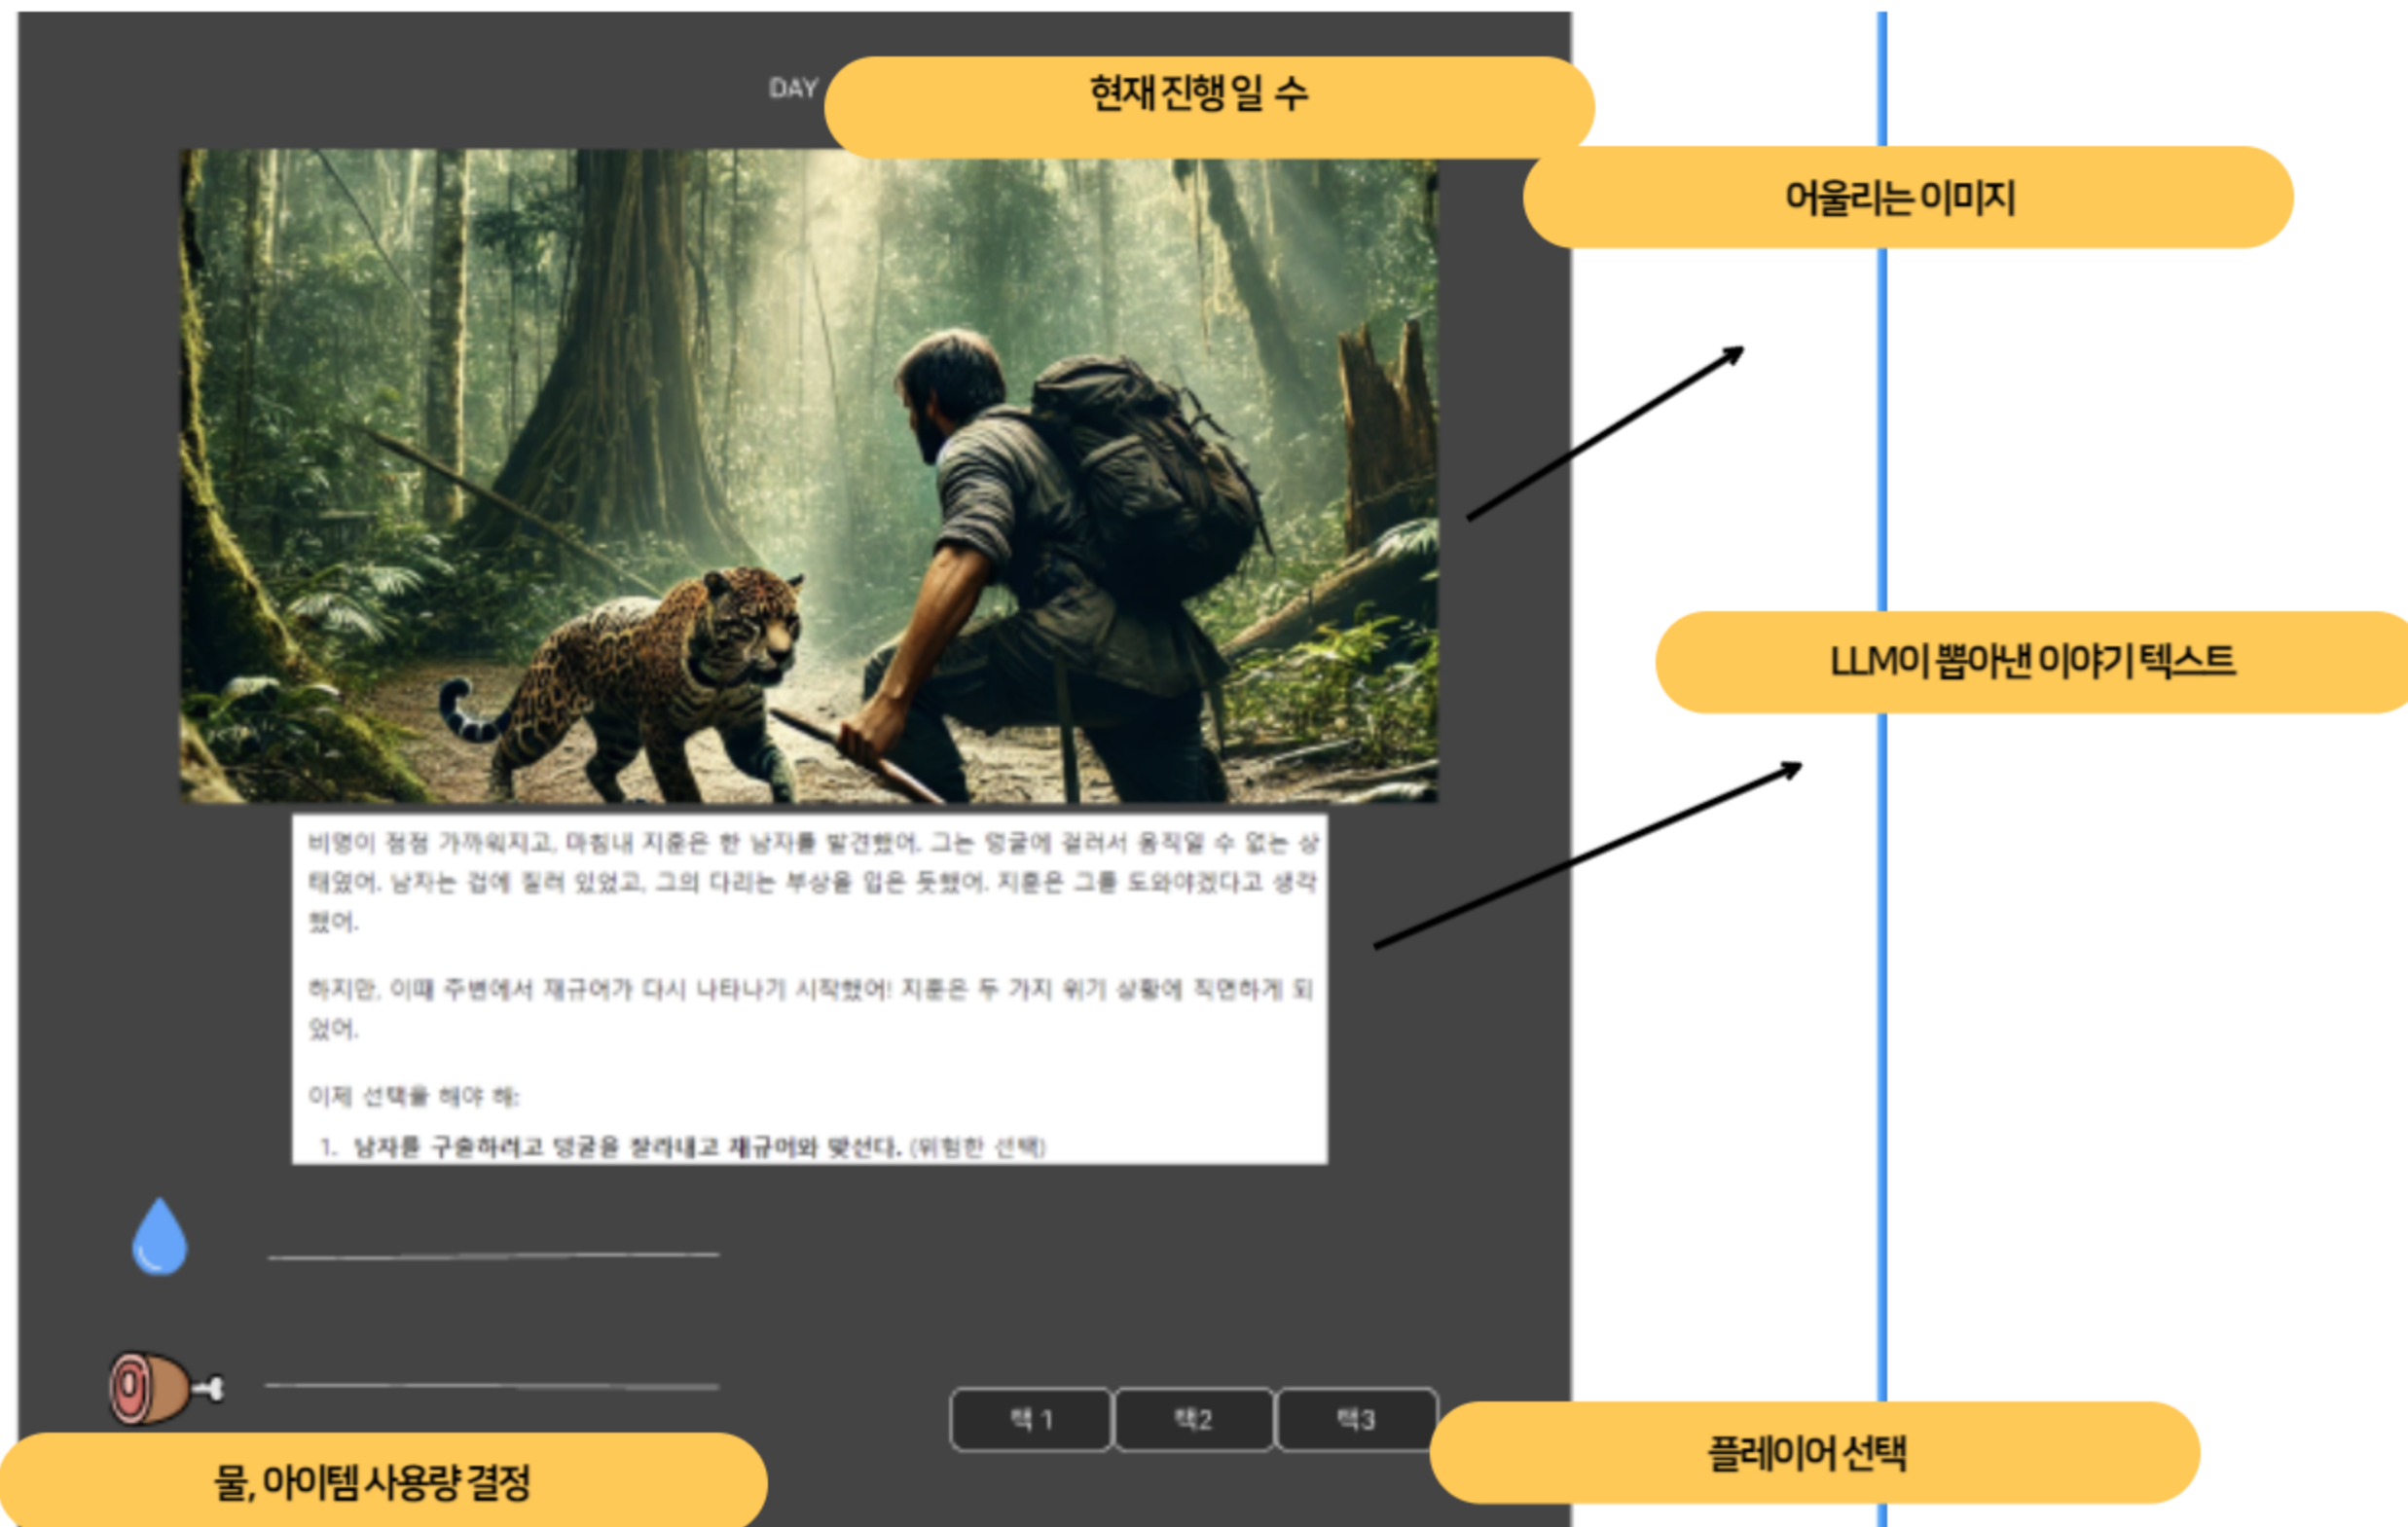 DAY
현재 진행 일 수
어울리는 이미지
LLM이 뽑아낸 이야기 텍스트
비명이 점점 가까워지고, 마침내 지훈은 한 남자를 발견했어. 그는 덩굴에 걸려서 움직일 수 없는 상
태였어. 남자는 겁에 질려 있었고, 그의 다리는 부상을 입은 듯했어. 지훈은 그를 도와야겠다고 생각
했어.
하지만, 이때 주변에서 재규어가 다시 나타나기 시작했어! 지훈은 두 가지 위기 상황에 직면하게 되
었어.
이제 선택을 해야 해:
1. 남자를 구출하려고 덩굴을 잘라내고 재규어와 맞선다. (위험한 선택)
택 1
택2
택3
플레이어 선택
물, 아이템 사용량 결정